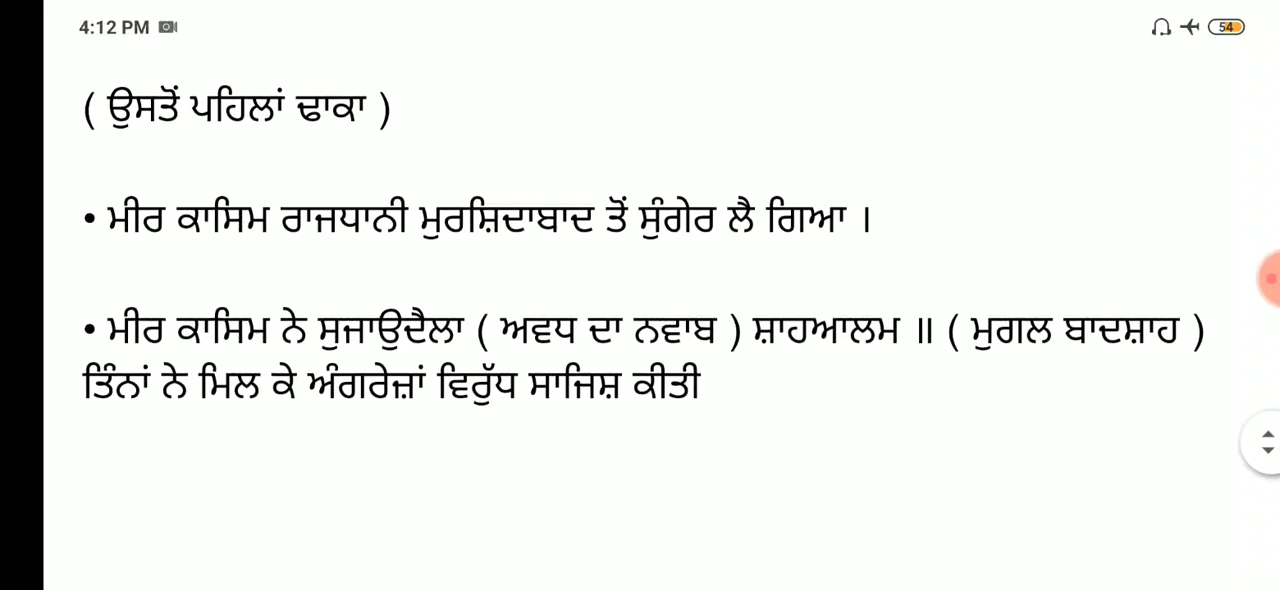 4:12 PM
54
( ਉਸਤੋਂ ਪਹਿਲਾਂ ਢਾਕਾ )
• ਮੀਰ ਕਾਸਿਮ ਰਾਜਧਾਨੀ ਮੁਰਸ਼ਿਦਾਬਾਦ ਤੋਂ ਸੁੰਗੇਰ ਲੈ ਗਿਆ ।
• ਮੀਰ ਕਾਸਿਮ ਨੇ ਸੁਜਾਉਦੈਲਾ ( ਅਵਧ ਦਾ ਨਵਾਬ ) ਸ਼ਾਹਆਲਮ ॥ ( ਮੁਗਲ ਬਾਦਸ਼ਾਹ )
ਤਿੰਨਾਂ ਨੇ ਮਿਲ ਕੇ ਅੰਗਰੇਜ਼ਾਂ ਵਿਰੁੱਧ ਸਾਜਿਸ਼ ਕੀਤੀ